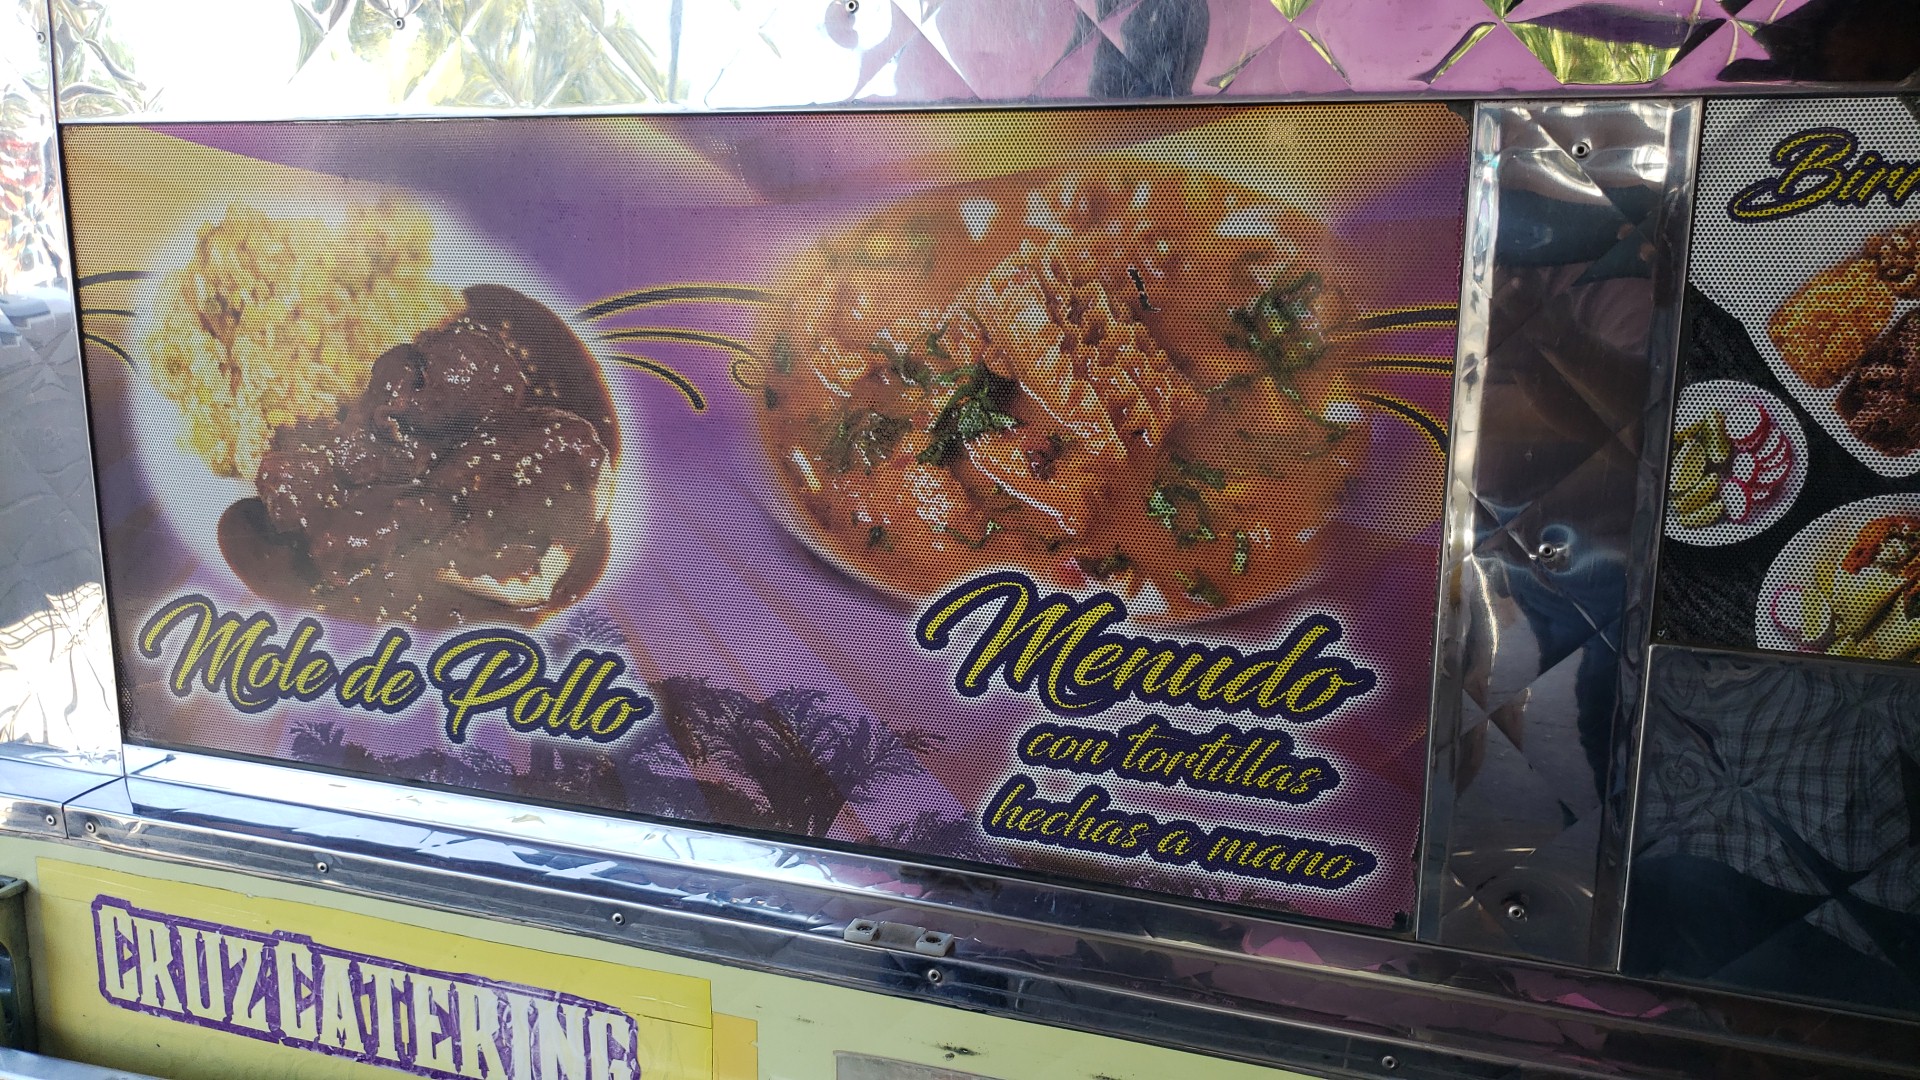 Mole de Pollo
Menudo
con tortillas
hechas a mano
CRUZCATERING